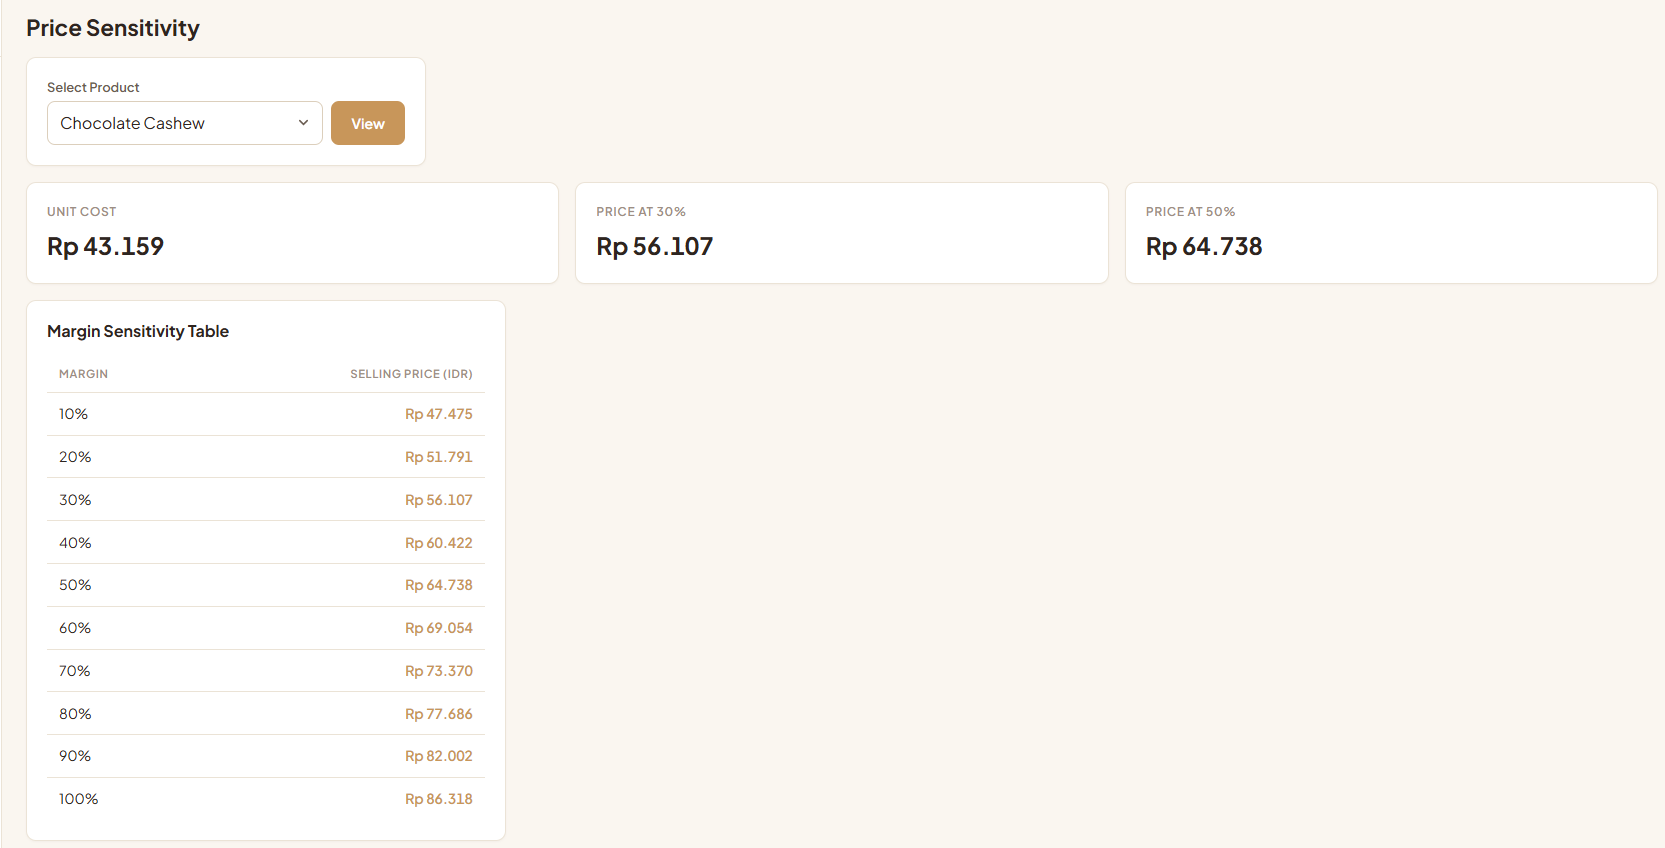 Price Sensitivity
Select Product
Chocolate Cashew
View
UNIT COST
Rp 43.159
PRICE AT 30%
Rp 56.107
PRICE AT 50%
Rp 64.738
Margin Sensitivity Table
MARGIN SELLING PRICE (IDR)
10% Rp 47.475
20% Rp 51.791
30% Rp 56.107
40% Rp 60.422
50% Rp 64.738
60% Rp 69.054
70% Rp 73.370
80% Rp 77.686
90% Rp 82.002
100% Rp 86.318